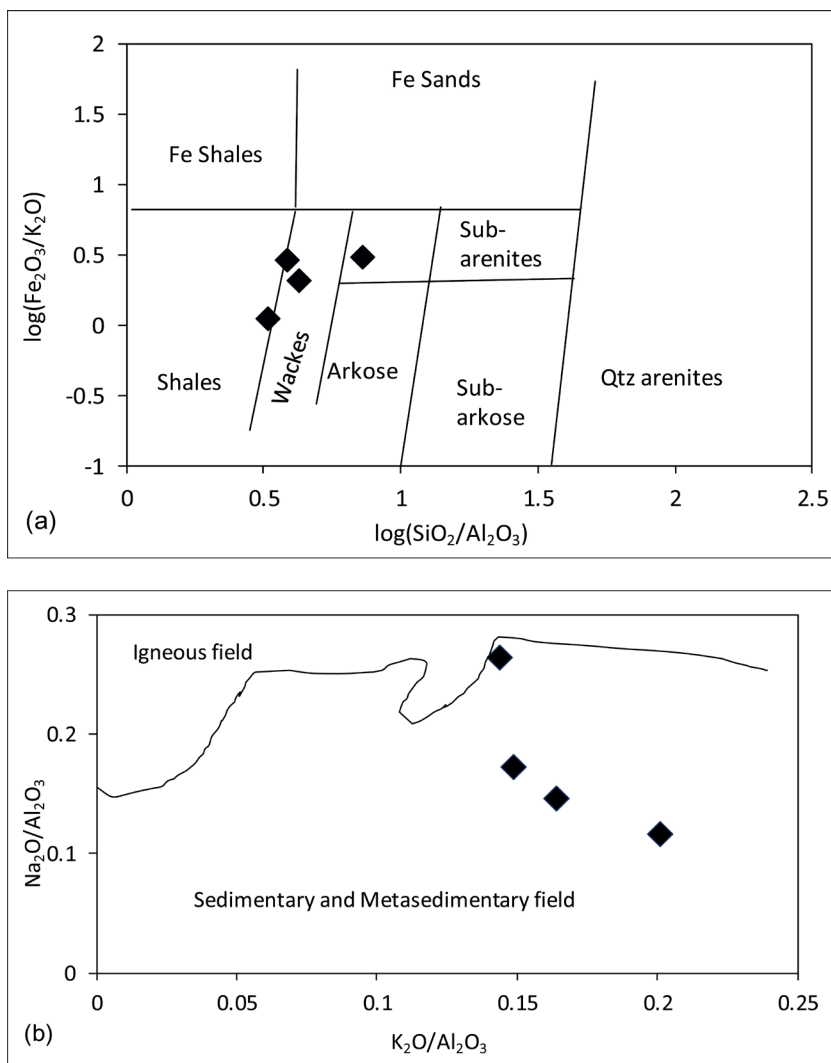 2
Fe Sands
1.5
Fe Shales
1
log(Fe₂O₃/K₂O)
0.5
Sub-
arenites
0
Wackes
Arkose
Shales
Sub-
arkose
Qtz arenites
-0.5
-1
0 0.5 1 1.5 2 2.5
(a)
log(SiO₂/Al₂O₃)
0.3
Igneous field
0.2
Na₂O/Al₂O₃
0.1
Sedimentary and Metasedimentary field
0
0 0.05 0.1 0.15 0.2 0.25
(b)
K₂O/Al₂O₃